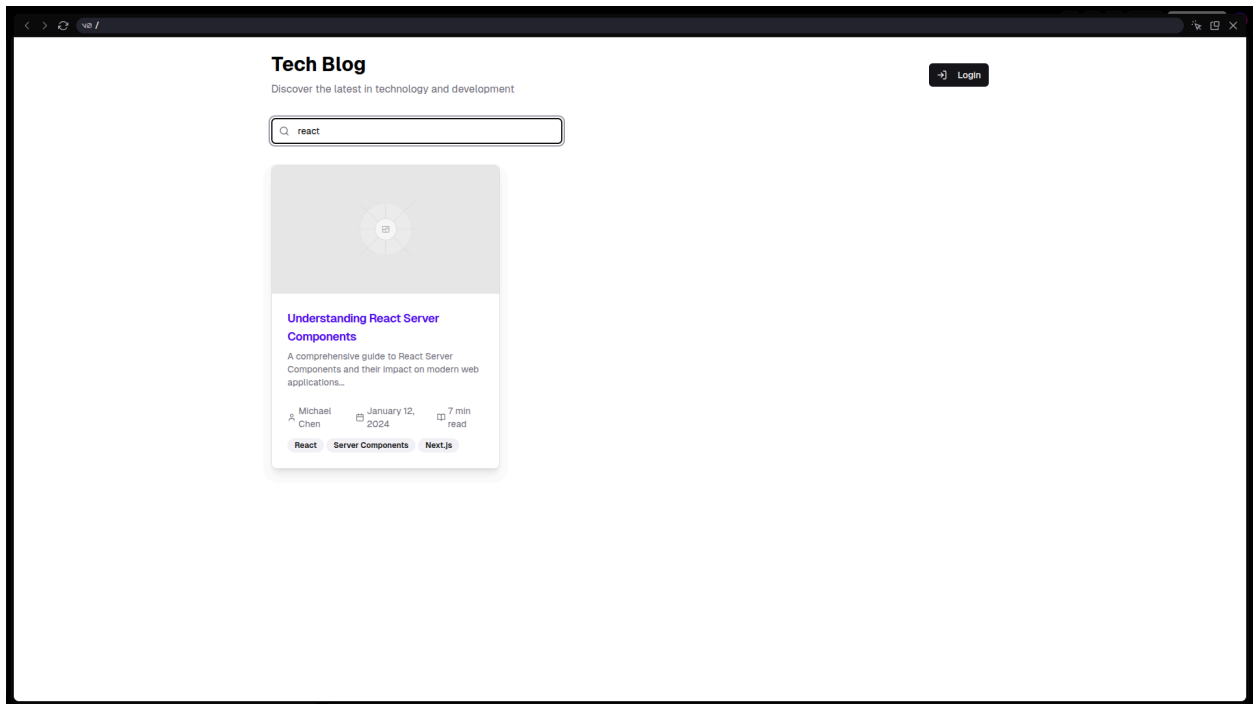 v0 /
Tech Blog
Discover the latest in technology and development
Login
react
Understanding React Server
Components
A comprehensive guide to React Server
Components and their impact on modern web
applications...
Michael
Chen
January 12,
2024
7 min
read
React Server Components Next.js